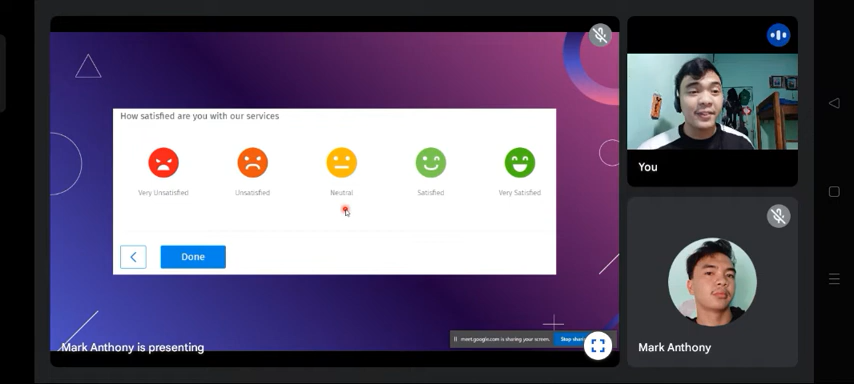 How satisfied are you with our services
Very Unsatisfied
Unsatisfied
Neutral
Satisfied
Very Satisfied
Done
Mark Anthony is presenting
meet.google.com is sharing your screen.
You
Mark Anthony